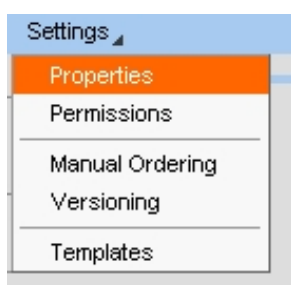 Settings
Properties
Permissions
Manual Ordering
Versioning
Templates